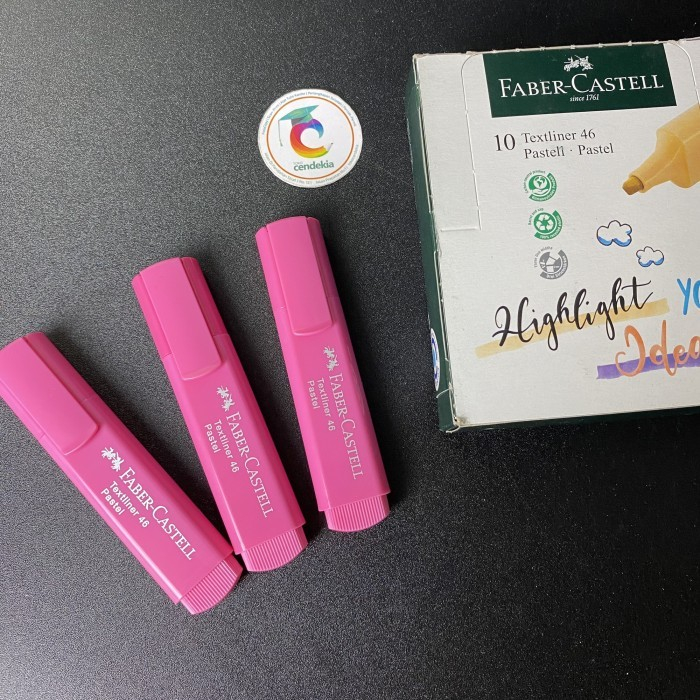 FABER-CASTELL
since 1761
10 Textliner 46
Pastell · Pastel
Highlight
Idea
cendekia
FABER-CASTELL
Textliner 46
Pastel
FABER-CASTELL
Textliner 46
Pastel
FABER-CASTELL
Textliner 46
Pastel